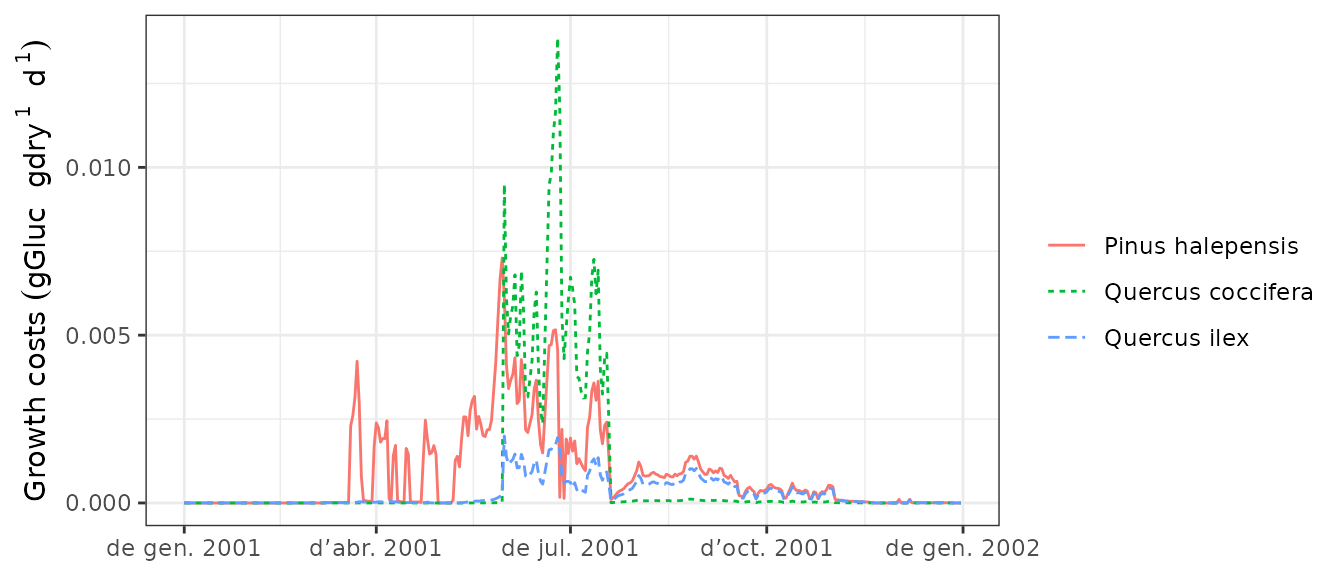 Growth costs (gGluc gdry¹ d¹)
0.010
0.005
0.000
de gen. 2001
d’abr. 2001
de jul. 2001
d’oct. 2001
de gen. 2002
Pinus halepensis
Quercus coccifera
Quercus ilex